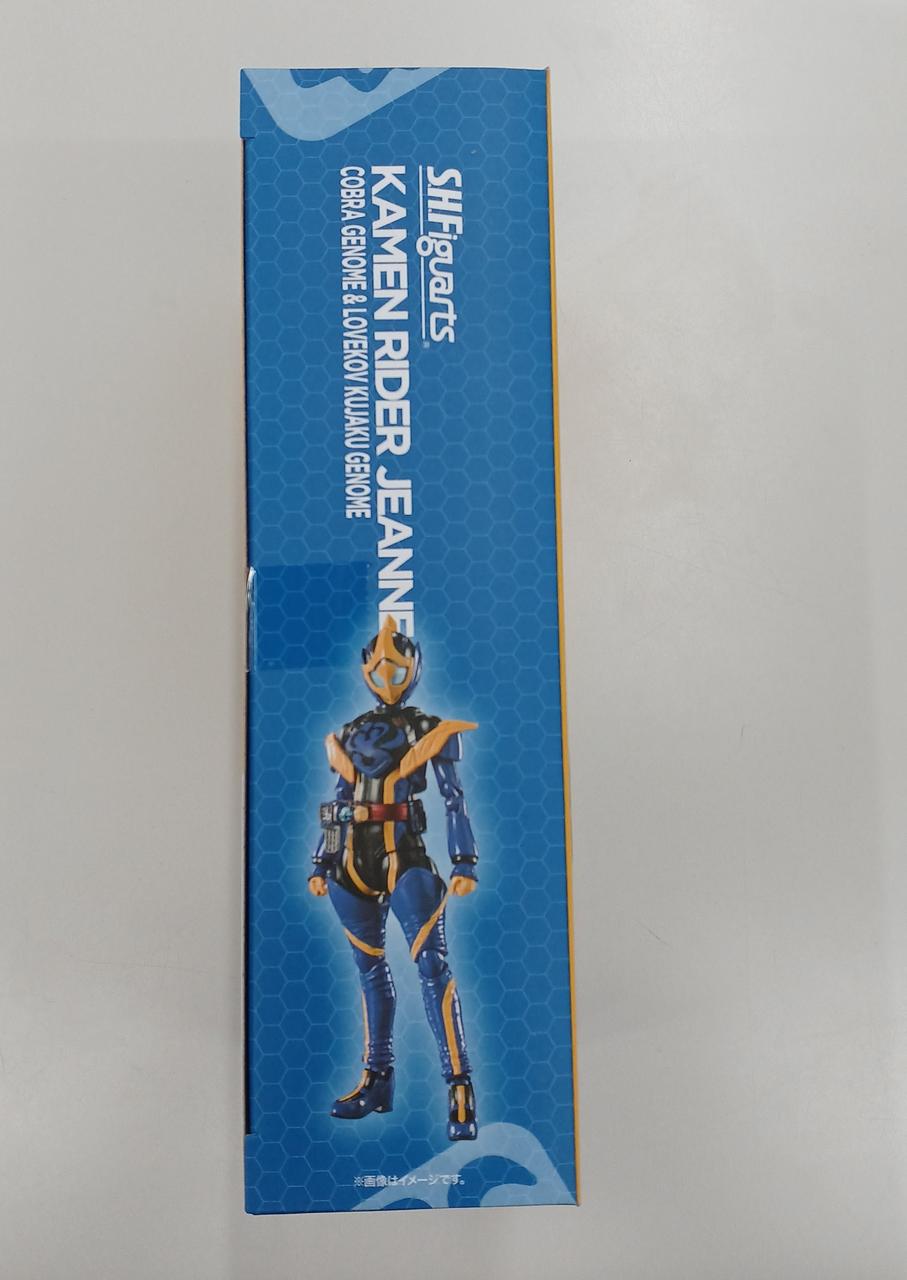 S.H.Figuarts®
KAMEN RIDER JEANNE
COBRA GENOME & LOVEKOV KUJAKU GENOME
※画像はイメージです。